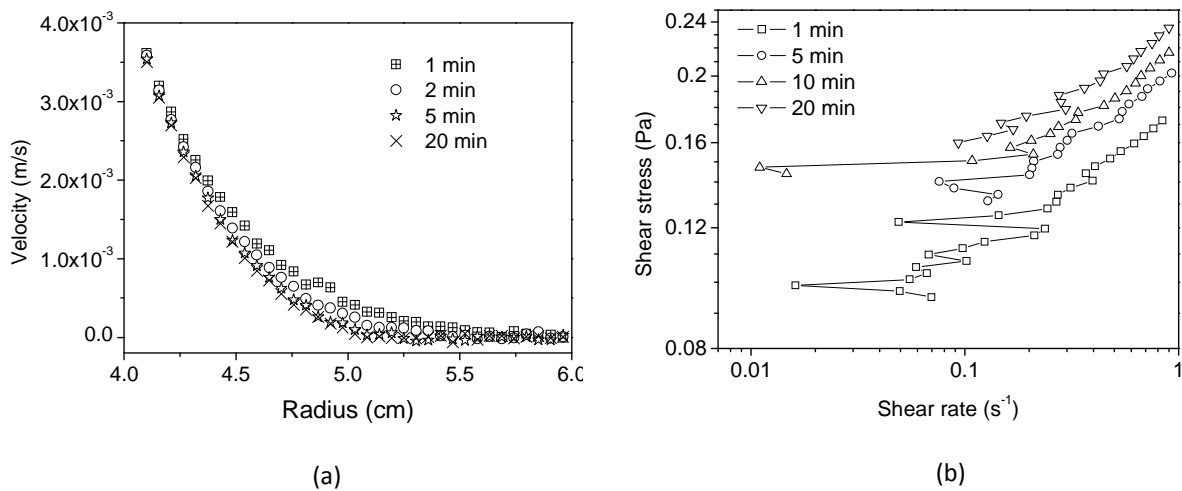 4.0x10-3
3.0x10-3
2.0x10-3
1.0x10-3
0.0
Velocity (m/s)
4.0 4.5 5.0 5.5 6.0
Radius (cm)
1 min
2 min
5 min
20 min
(a)
0.24
0.2
0.16
0.12
0.08
Shear stress (Pa)
0.01 0.1 1
Shear rate (s-1)
1 min
5 min
10 min
20 min
(b)